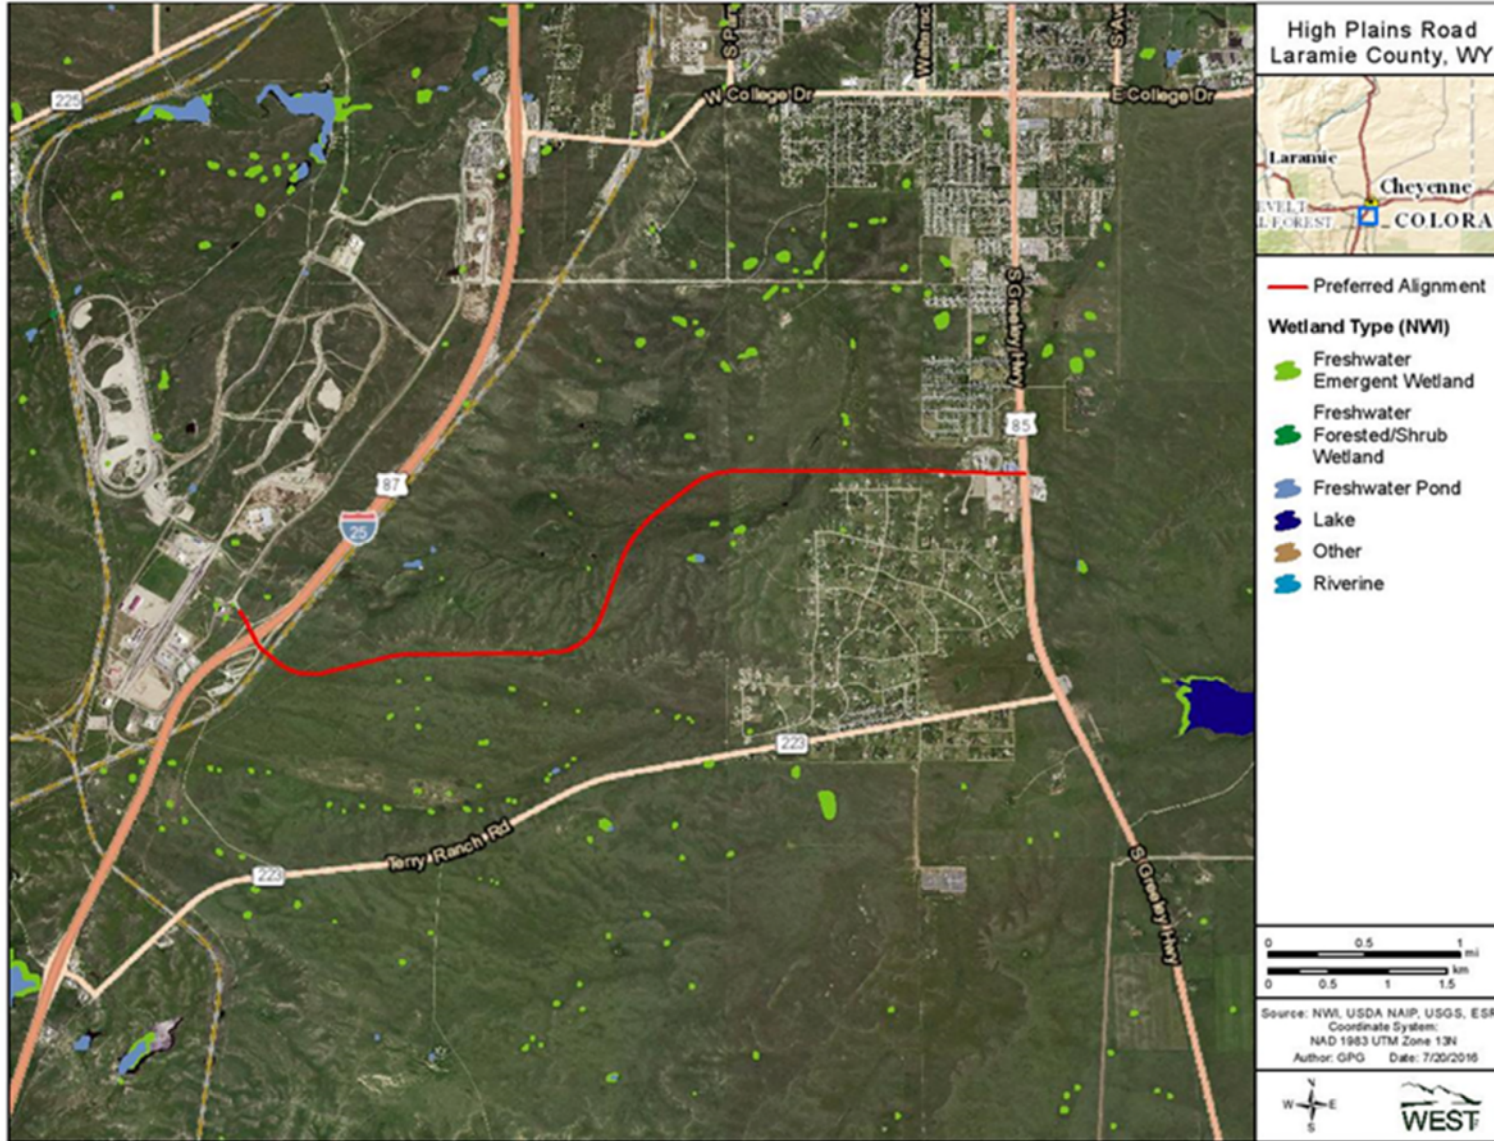 High Plains Road
Laramie County, WY
225
W College Dr
E College Dr
S Greeley Hwy
85
87
25
223
Terry Ranch Rd
223
S Greeley Hwy
Laramie
Cheyenne
EVELT
L FOREST
COLORA
Preferred Alignment
Wetland Type (NWI)
Freshwater
Emergent Wetland
Freshwater
Forested/Shrub
Wetland
Freshwater Pond
Lake
Other
Riverine
0 0.5 1
mi
km
0 0.5 1 1.5
Source: NWI, USDA NAIP, USGS, ESR
Coordinate System:
NAD 1983 UTM Zone 13N
Author: GPG Date: 7/20/2016
N
W E
S
WEST